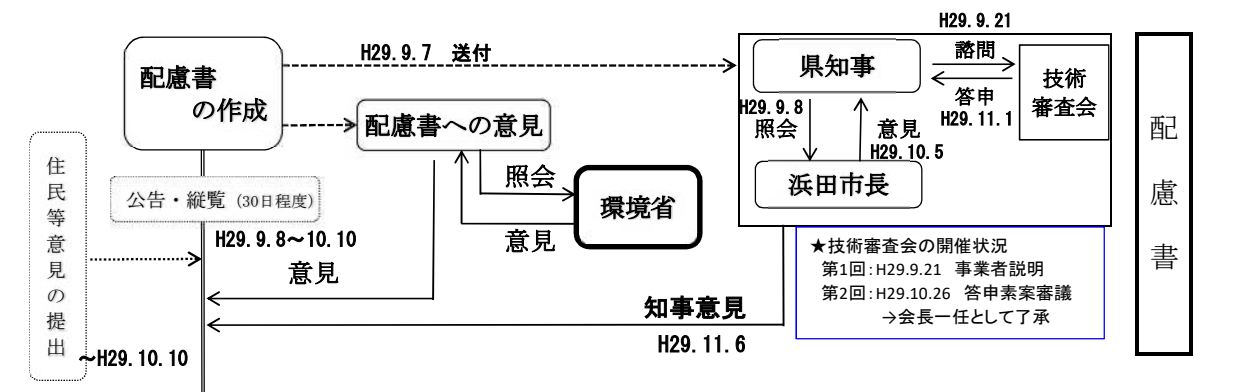 H29.9.21
H29.9.7 送付
配慮書
の作成
県知事
諮問
答申
H29.11.1
技術
審査会
配慮書への意見
H29.9.8
照会
意見
H29.10.5
浜田市長
住民等意見の提出
～H29.10.10
公告・縦覧（30日程度）
H29.9.8～10.10
照会
意見
環境省
意見
知事意見
H29.11.6
★技術審査会の開催状況
第1回：H29.9.21 事業者説明
第2回：H29.10.26 答申素案審議
→会長一任として了承
配慮書